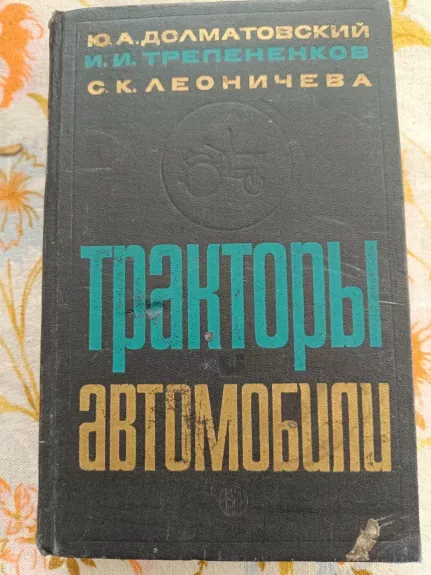 Ю.А.ДОЛМАТОВСКИЙ
И.И.ТРЕПЕНЕНКОВ
С.К.ЛЕОНИЧЕВА
ТРАКТОРЫ
АВТОМОБИЛИ